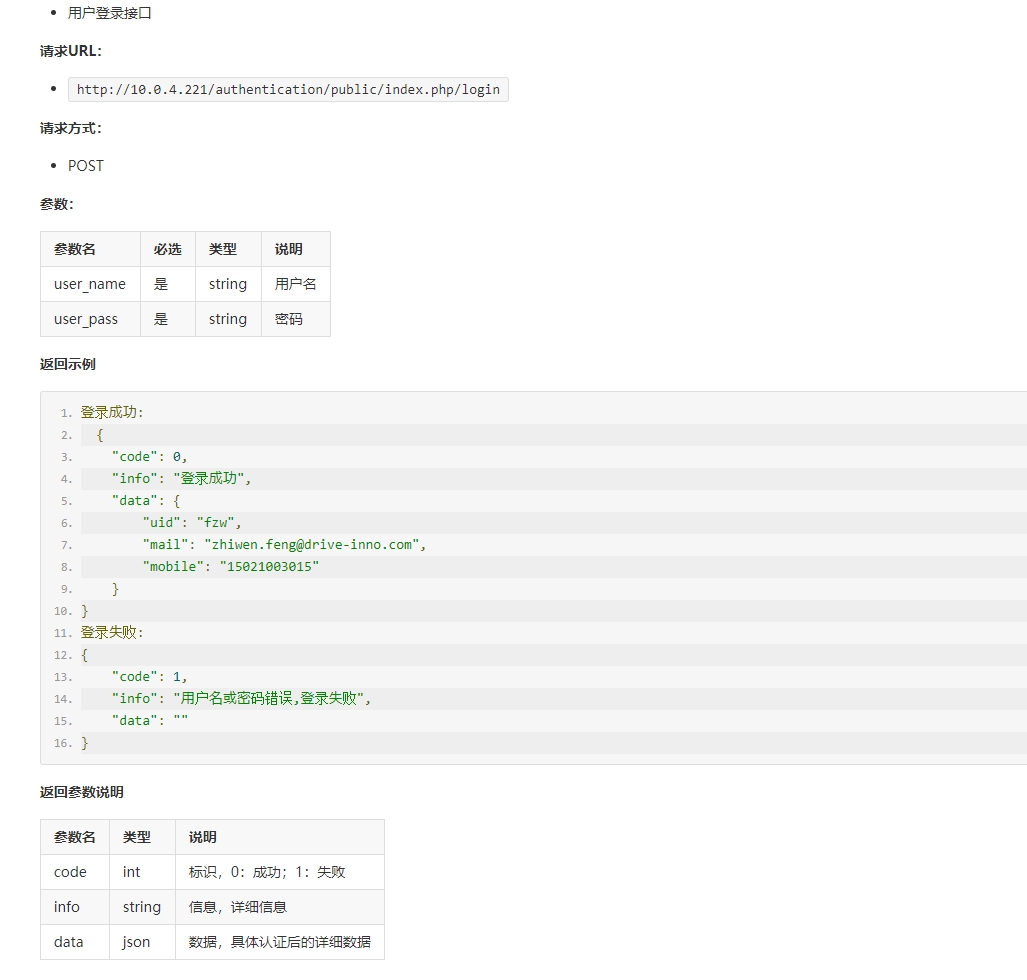 用户登录接口
请求URL：
http://10.0.4.221/authentication/public/index.php/login
请求方式：
POST
参数：
参数名 必选 类型 说明
user_name 是 string 用户名
user_pass 是 string 密码
返回示例
1. 登录成功:
2. {
3. "code": 0,
4. "info": "登录成功",
5. "data": {
6. "uid": "fzw",
7. "mail": "zhiwen.feng@drive-inno.com",
8. "mobile": "15021003015"
9. }
10. }
11. 登录失败:
12. {
13. "code": 1,
14. "info": "用户名或密码错误,登录失败",
15. "data": ""
16. }
返回参数说明
参数名 类型 说明
code int 标识，0：成功；1：失败
info string 信息，详细信息
data json 数据，具体认证后的详细数据